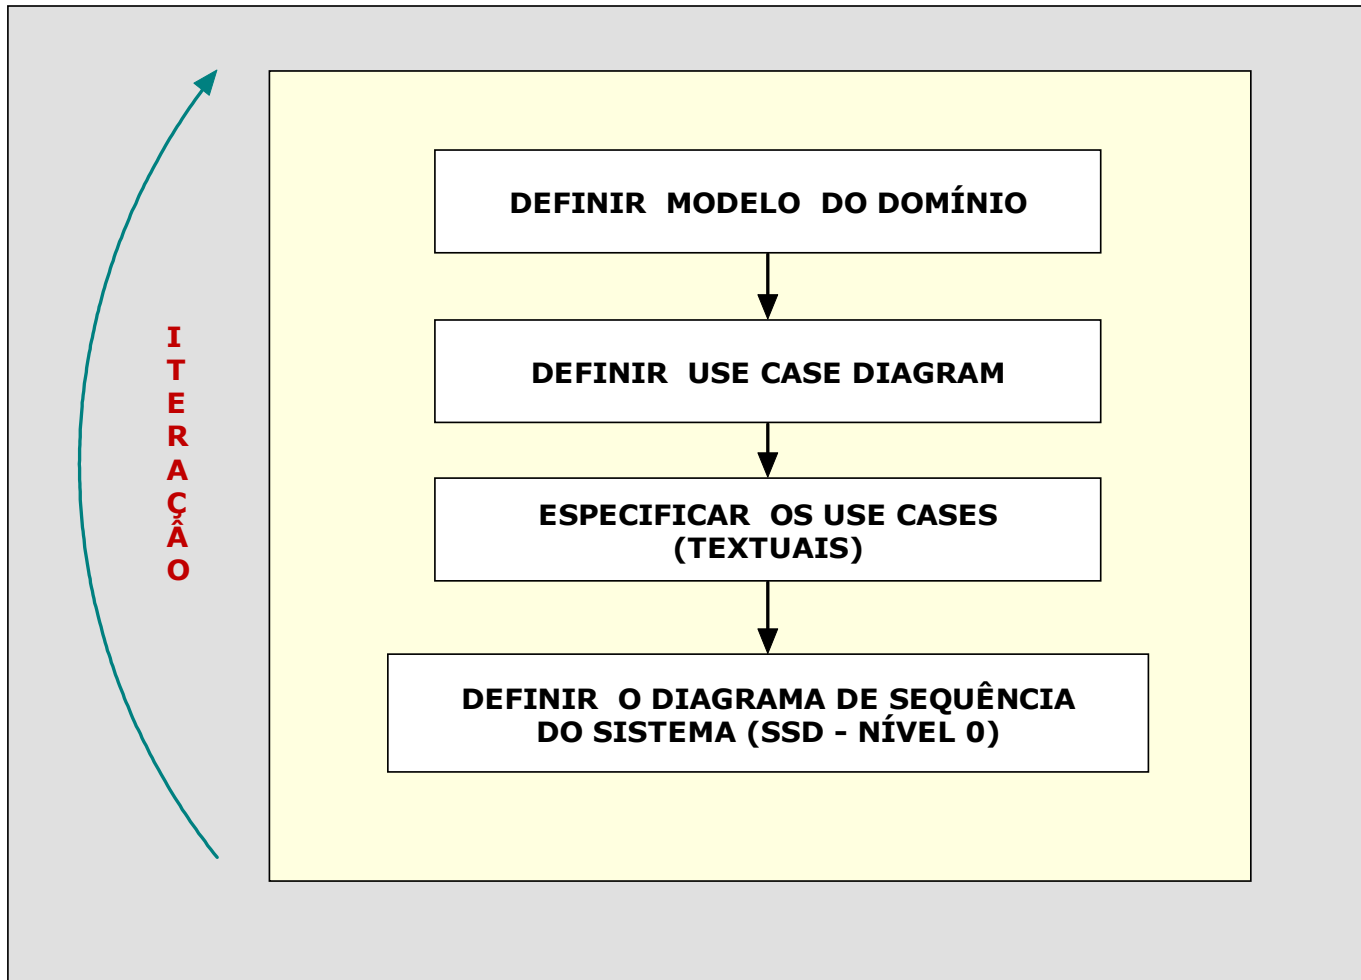 DEFINIR MODELO DO DOMÍNIO
ITERAÇÂO
DEFINIR USE CASE DIAGRAM
ESPECIFICAR OS USE CASES
(TEXTUAIS)
DEFINIR O DIAGRAMA DE SEQUÊNCIA
DO SISTEMA (SSD - NÍVEL 0)